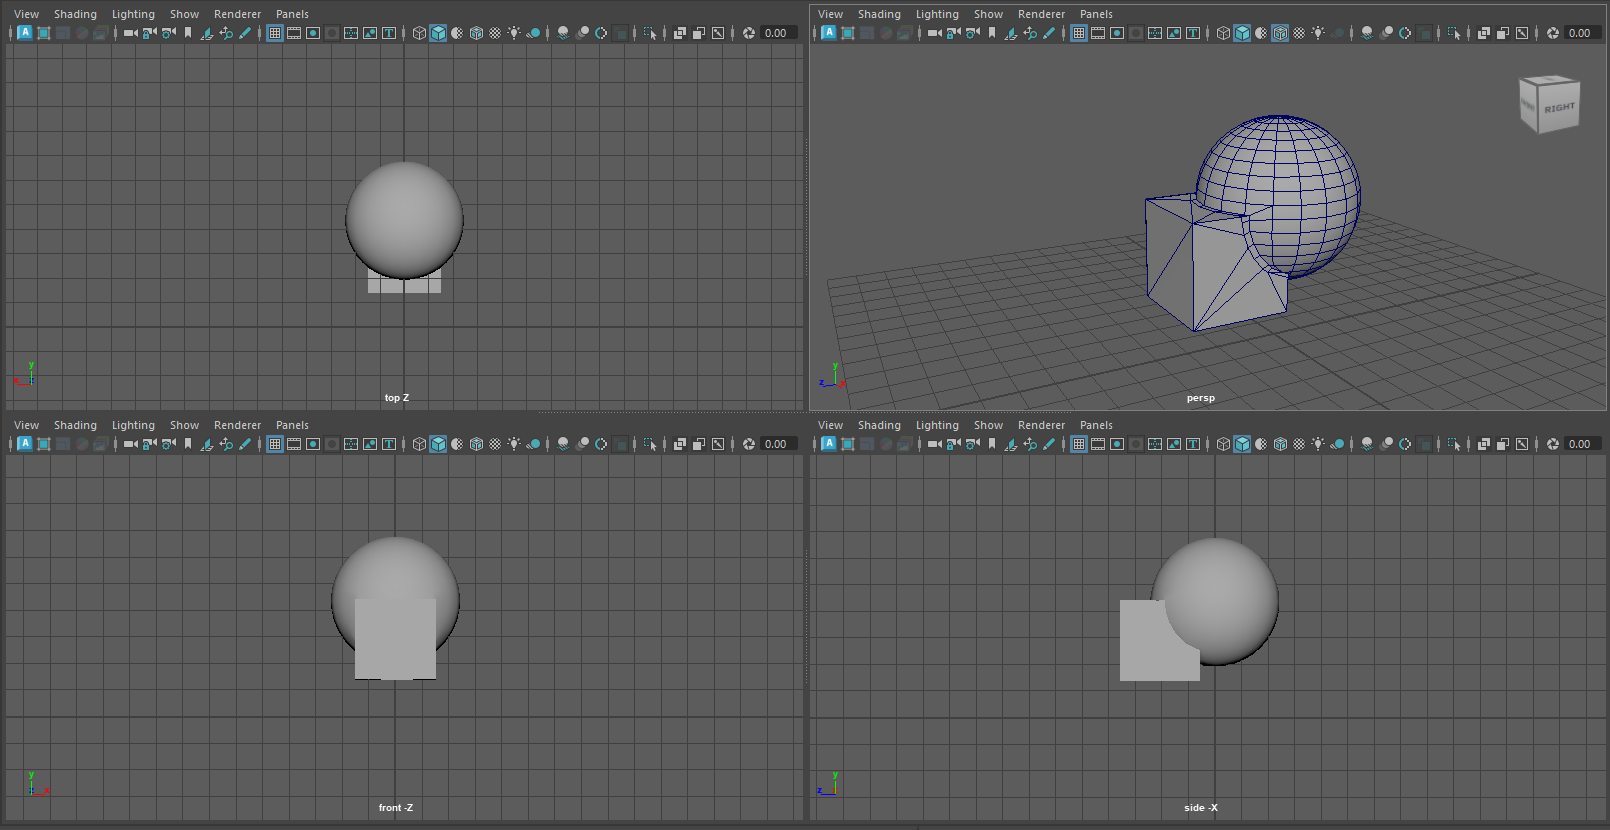 View Shading Lighting Show Renderer Panels
A T 0.00
y
top Z
View Shading Lighting Show Renderer Panels
A T 0.00
RIGHT
y
z x
persp
View Shading Lighting Show Renderer Panels
A T 0.00
y
z x
front -Z
View Shading Lighting Show Renderer Panels
A T 0.00
y
z
side -X